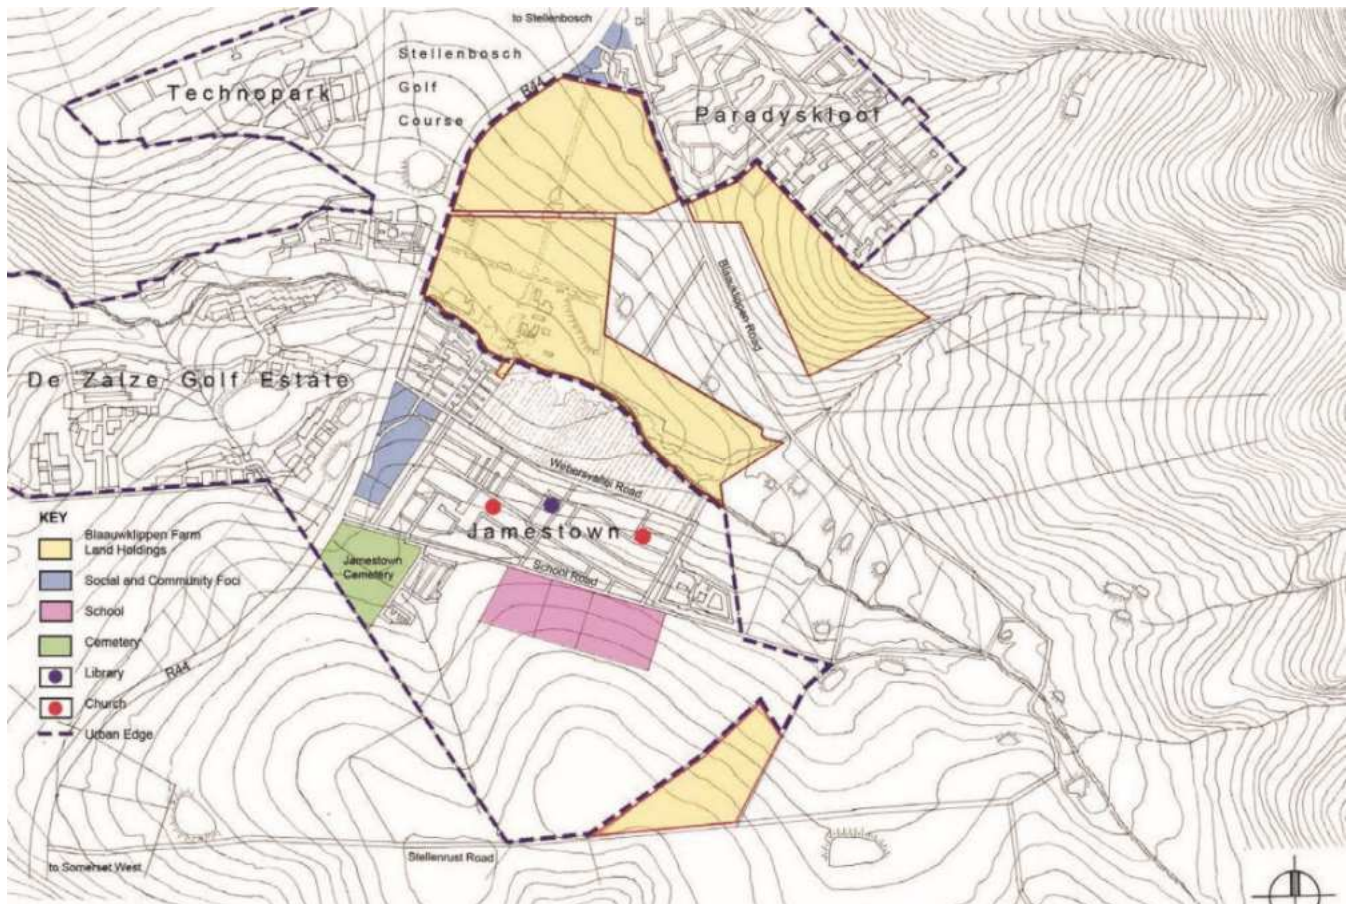 to Stellenbosch
Stellenbosch
Golf
Course
R44
Technopark
Paradyskloof
Blaauwklippen Road
De Zalze Golf Estate
Webersvallei Road
Jamestown
School Road
Jamestown
Cemetery
KEY
Blaauwklippen Farm
Land Holdings
Social and Community Foci
School
Cemetery
Library
Church
Urban Edge
R44
Stellenrust Road
to Somerset West